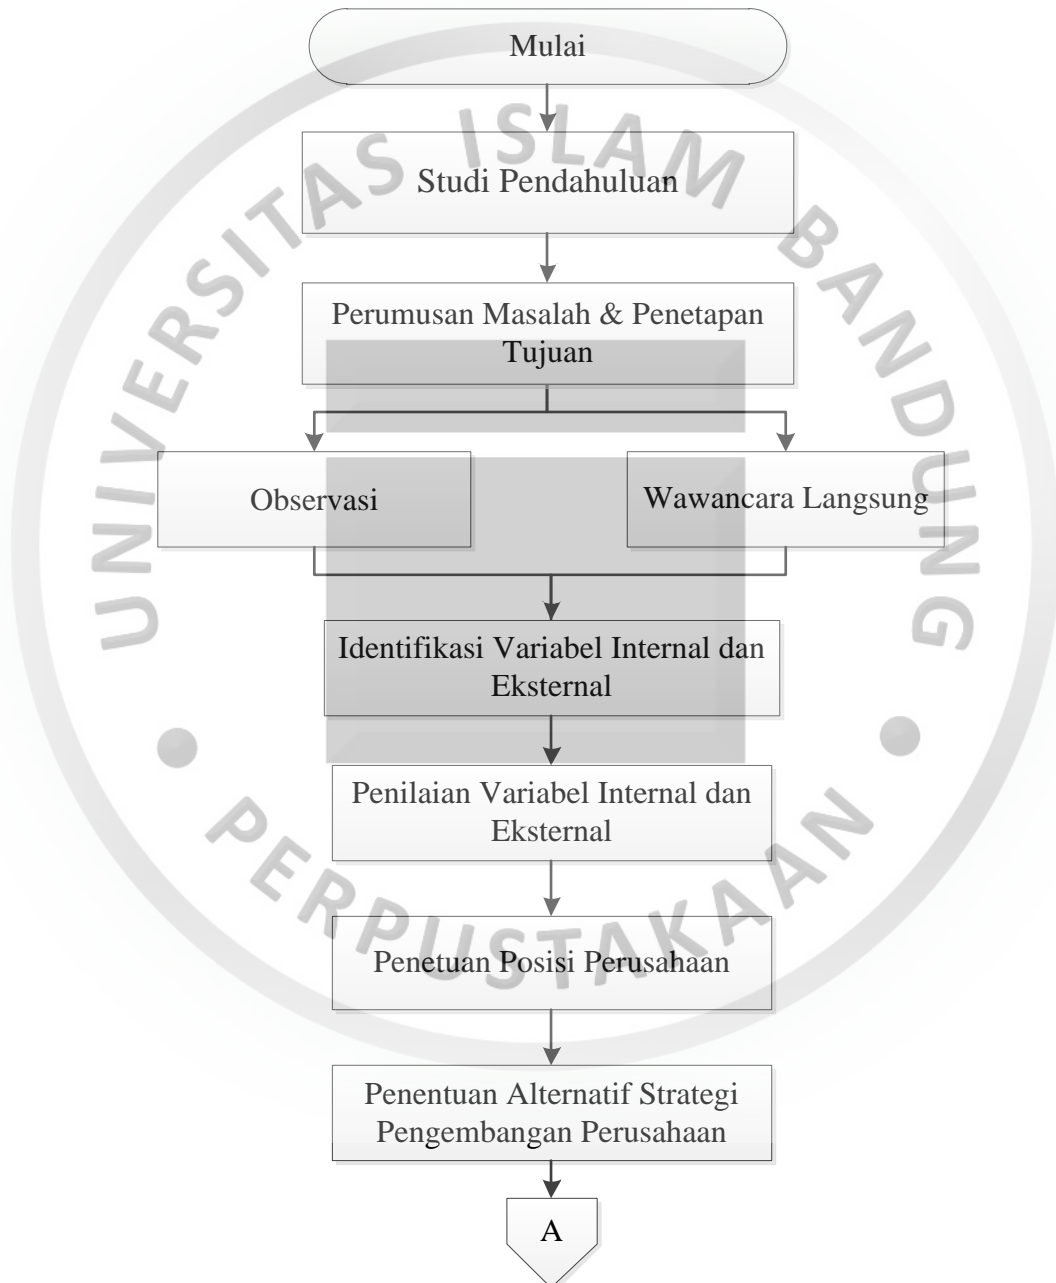 Mulai
Studi Pendahuluan
Perumusan Masalah & Penetapan
Tujuan
Observasi
Wawancara Langsung
Identifikasi Variabel Internal dan
Eksternal
Penilaian Variabel Internal dan
Eksternal
Penetuan Posisi Perusahaan
Penentuan Alternatif Strategi
Pengembangan Perusahaan
A
UNIVERSITAS ISLAM BANDUNG
PERPUSTAKAAN